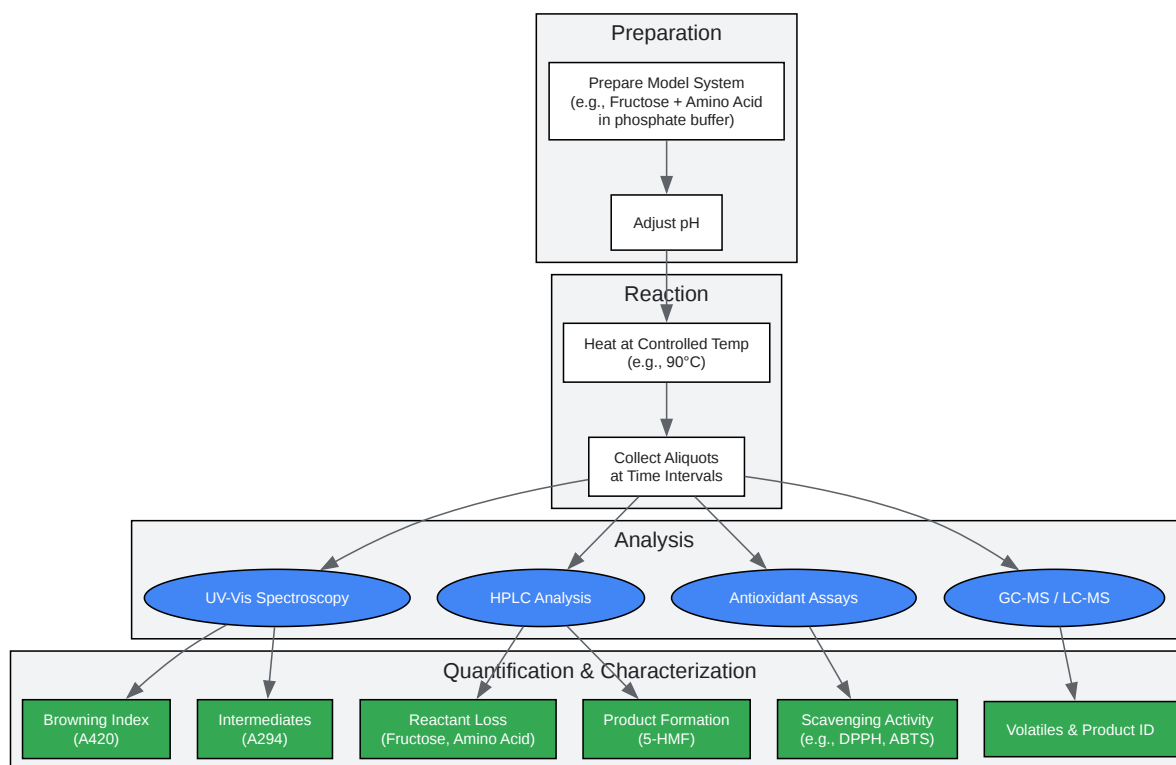 Preparation
Prepare Model System
(e.g., Fructose + Amino Acid
in phosphate buffer)
Adjust pH
Reaction
Heat at Controlled Temp
(e.g., 90°C)
Collect Aliquots
at Time Intervals
Analysis
UV-Vis Spectroscopy
HPLC Analysis
Antioxidant Assays
GC-MS / LC-MS
Quantification & Characterization
Browning Index
(A420)
Intermediates
(A294)
Reactant Loss
(Fructose, Amino Acid)
Product Formation
(5-HMF)
Scavenging Activity
(e.g., DPPH, ABTS)
Volatiles & Product ID